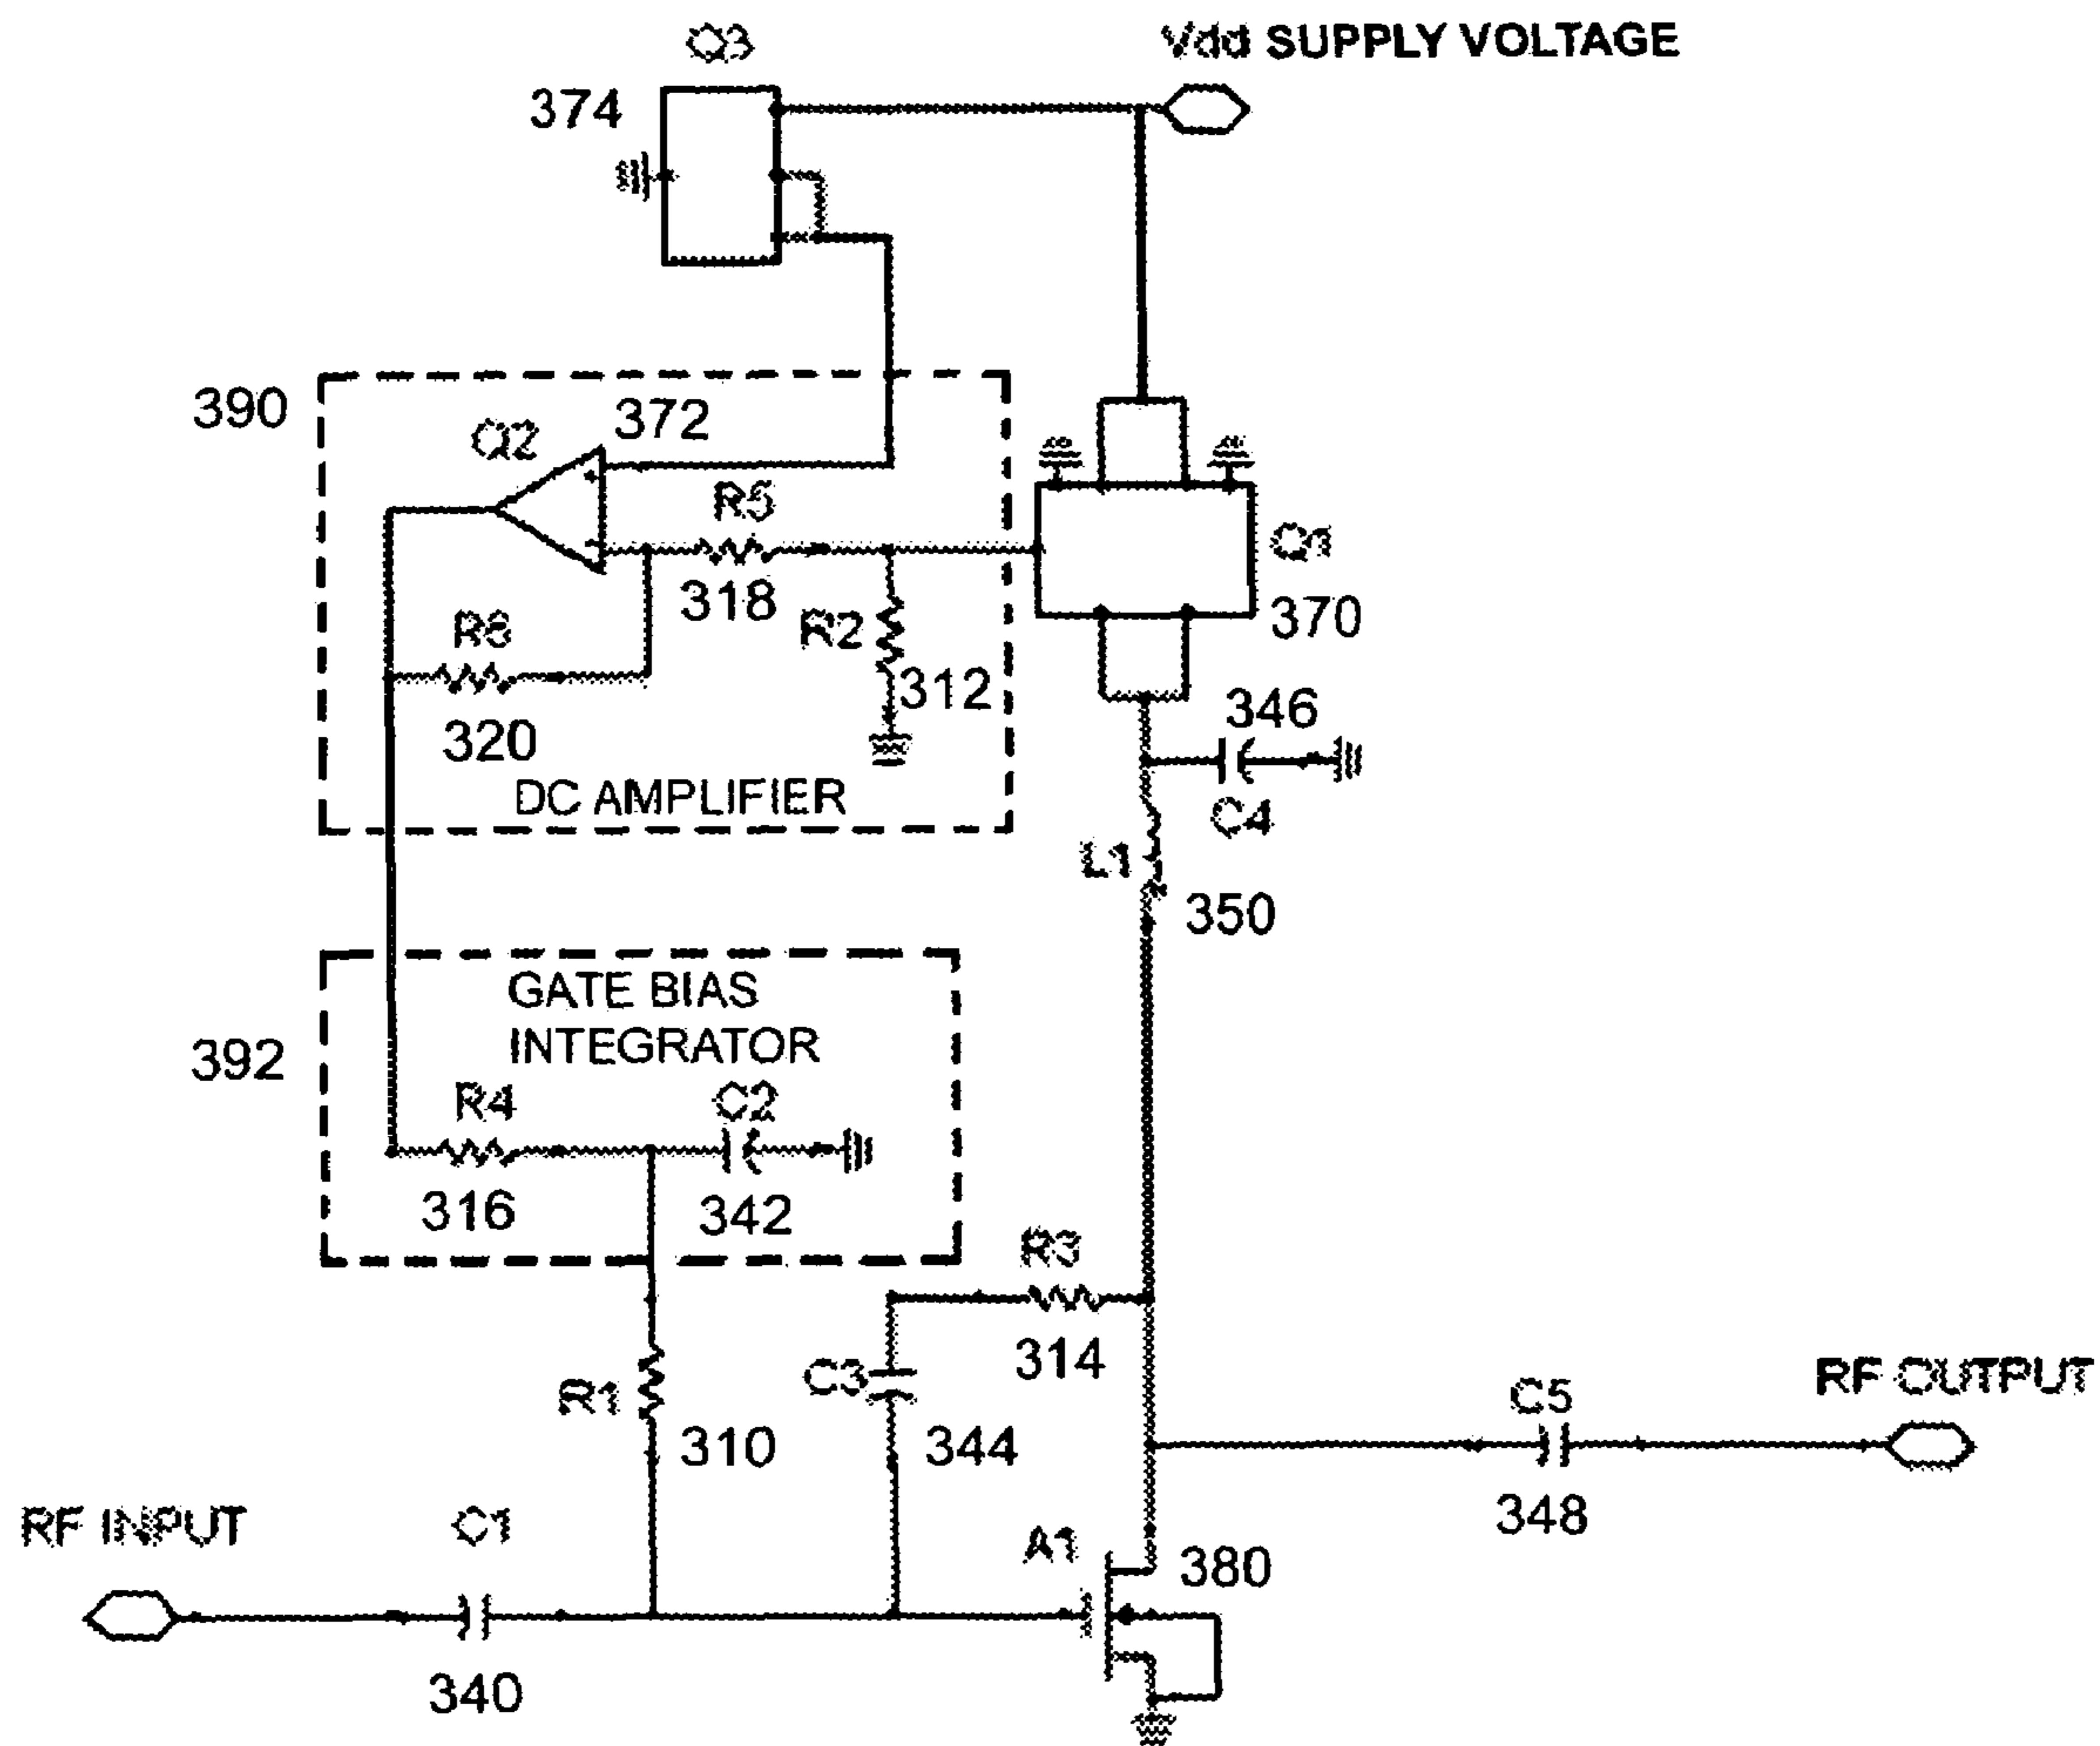 Q3
Vdd SUPPLY VOLTAGE
374
390
372
Q2
R5
Q1
318
R2
370
R6
312
346
320
DC AMPLIFIER
C4
L1
350
GATE BIAS
INTEGRATOR
392
R4
C2
316
342
R3
314
C3
RF OUTPUT
R1
C5
310
344
348
RF INPUT
C1
A1
380
340